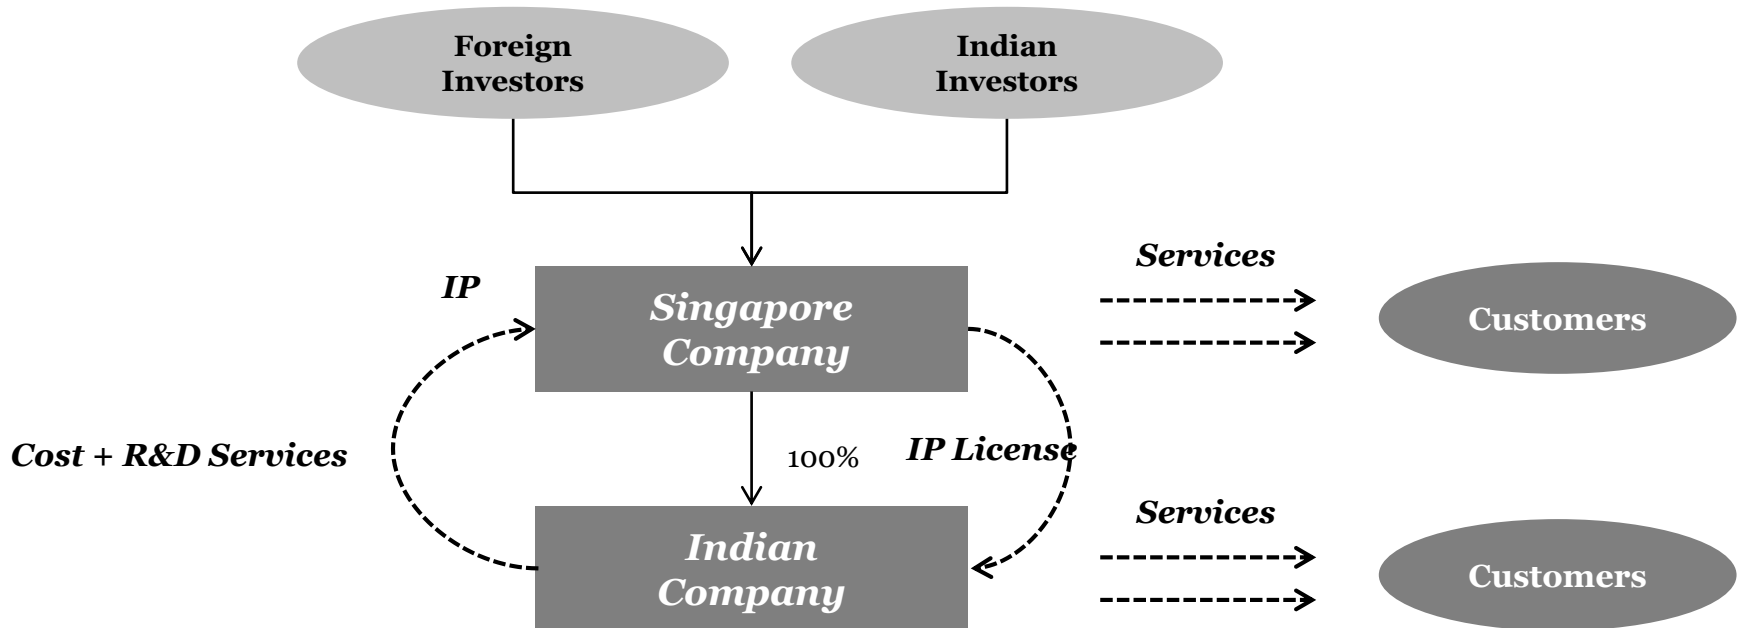 Foreign
Investors
Indian
Investors
IP
Singapore
Company
Services
Customers
Cost + R&D Services
100%
IP License
Indian
Company
Services
Customers